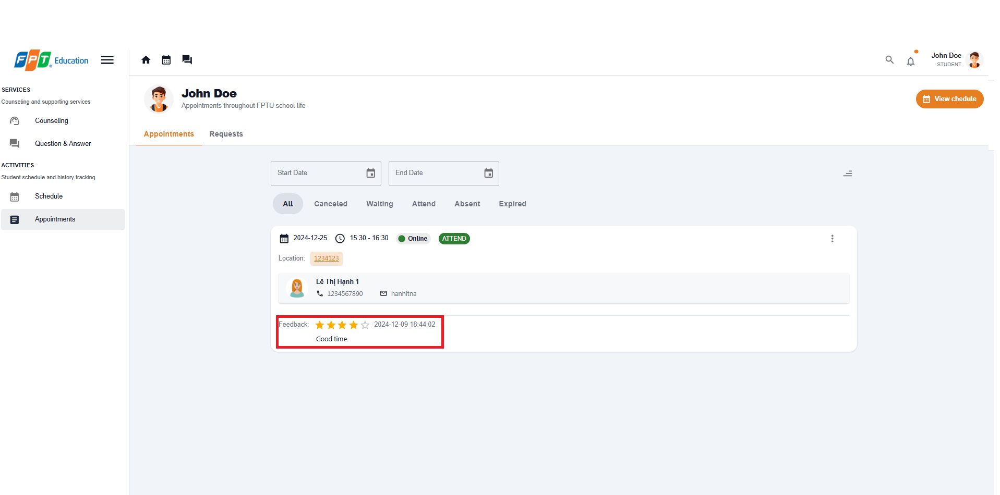 FPT Education
John Doe
STUDENT
SERVICES
Counseling and supporting services
Counseling
Question & Answer
ACTIVITIES
Student schedule and history tracking
Schedule
Appointments
John Doe
Appointments throughout FPTU school life
View chedule
Appointments Requests
Start Date End Date
All Canceled Waiting Attend Absent Expired
2024-12-25 15:30 - 16:30 Online ATTEND
Location: 1234123
Lê Thị Hạnh 1
1234567890 hanhltna
Feedback: 2024-12-09 18:44:02
Good time